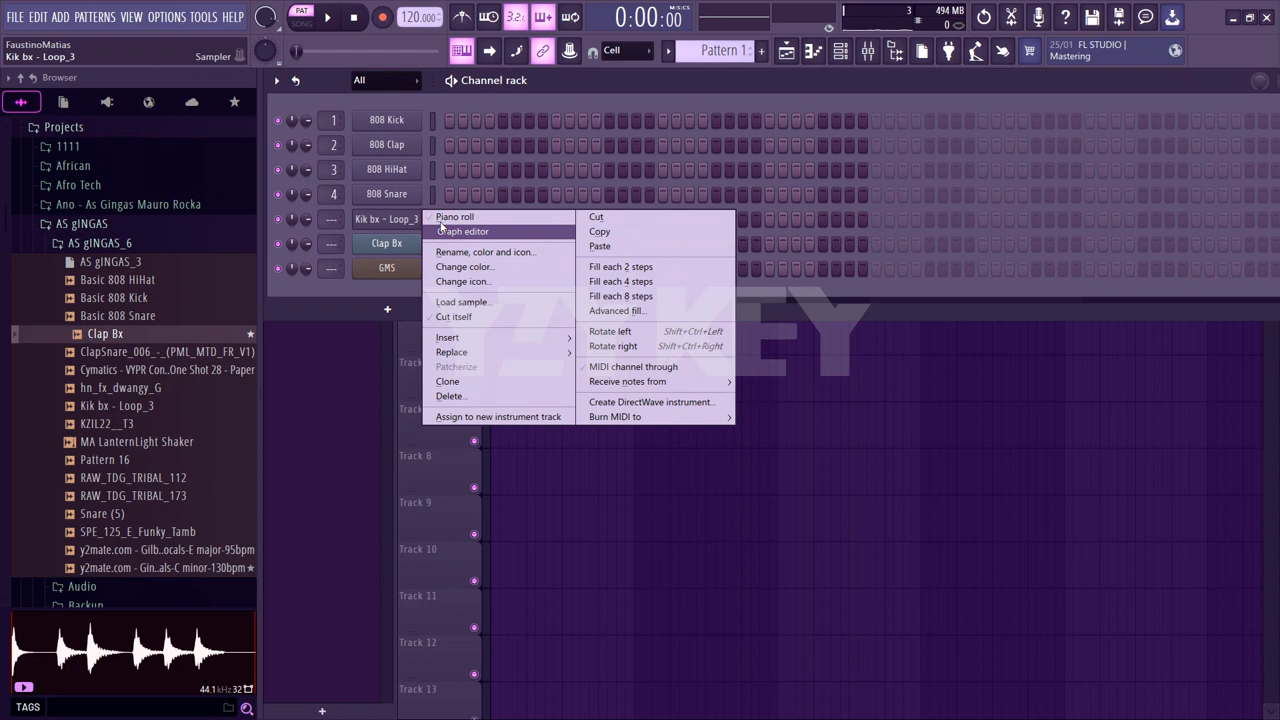 FILE EDIT ADD PATTERNS VIEW OPTIONS TOOLS HELP
PAT
SONG
120.000
3.2.
0:00:00
M:S:CS
3
494 MB
0
FaustinoMatias
Kik bx - Loop_3
Sampler
Cell
Pattern 1
25/01 FL STUDIO |
Mastering
Browser
All
Channel rack
Projects
1111
African
Afro Tech
Ano - As Gingas Mauro Rocka
AS gINGAS
AS gINGAS_6
AS gINGAS_3
Basic 808 HiHat
Basic 808 Kick
Basic 808 Snare
Clap Bx
ClapSnare_006_-_(PML_MTD_FR_V1)
Cymatics - VYPR Con..One Shot 28 - Percussion
hn_fx_dwangy_G
Kik bx - Loop_3
KZIL22__T3
MA LanternLight Shaker
Pattern 16
RAW_TDG_TRIBAL_112
RAW_TDG_TRIBAL_173
Snare (5)
SPE_125_E_Funky_Tamb
y2mate.com - Gilb..ocals-E major-95bpm
y2mate.com - Gin..als-C minor-130bpm
Audio
Backup
44.1kHz 32
TAGS
1 808 Kick
2 808 Clap
3 808 HiHat
4 808 Snare
--- Kik bx - Loop_3
--- Clap Bx
--- GMS
Piano roll
Graph editor
Rename, color and icon...
Change color...
Change icon...
Load sample...
Cut itself
Insert
Replace
Patcherize
Clone
Delete...
Assign to new instrument track
Cut
Copy
Paste
Fill each 2 steps
Fill each 4 steps
Fill each 8 steps
Advanced fill...
Rotate left Shift+Ctrl+Left
Rotate right Shift+Ctrl+Right
MIDI channel through
Receive notes from
Create DirectWave instrument...
Burn MIDI to
Track 8
Track 9
Track 10
Track 11
Track 12
Track 13